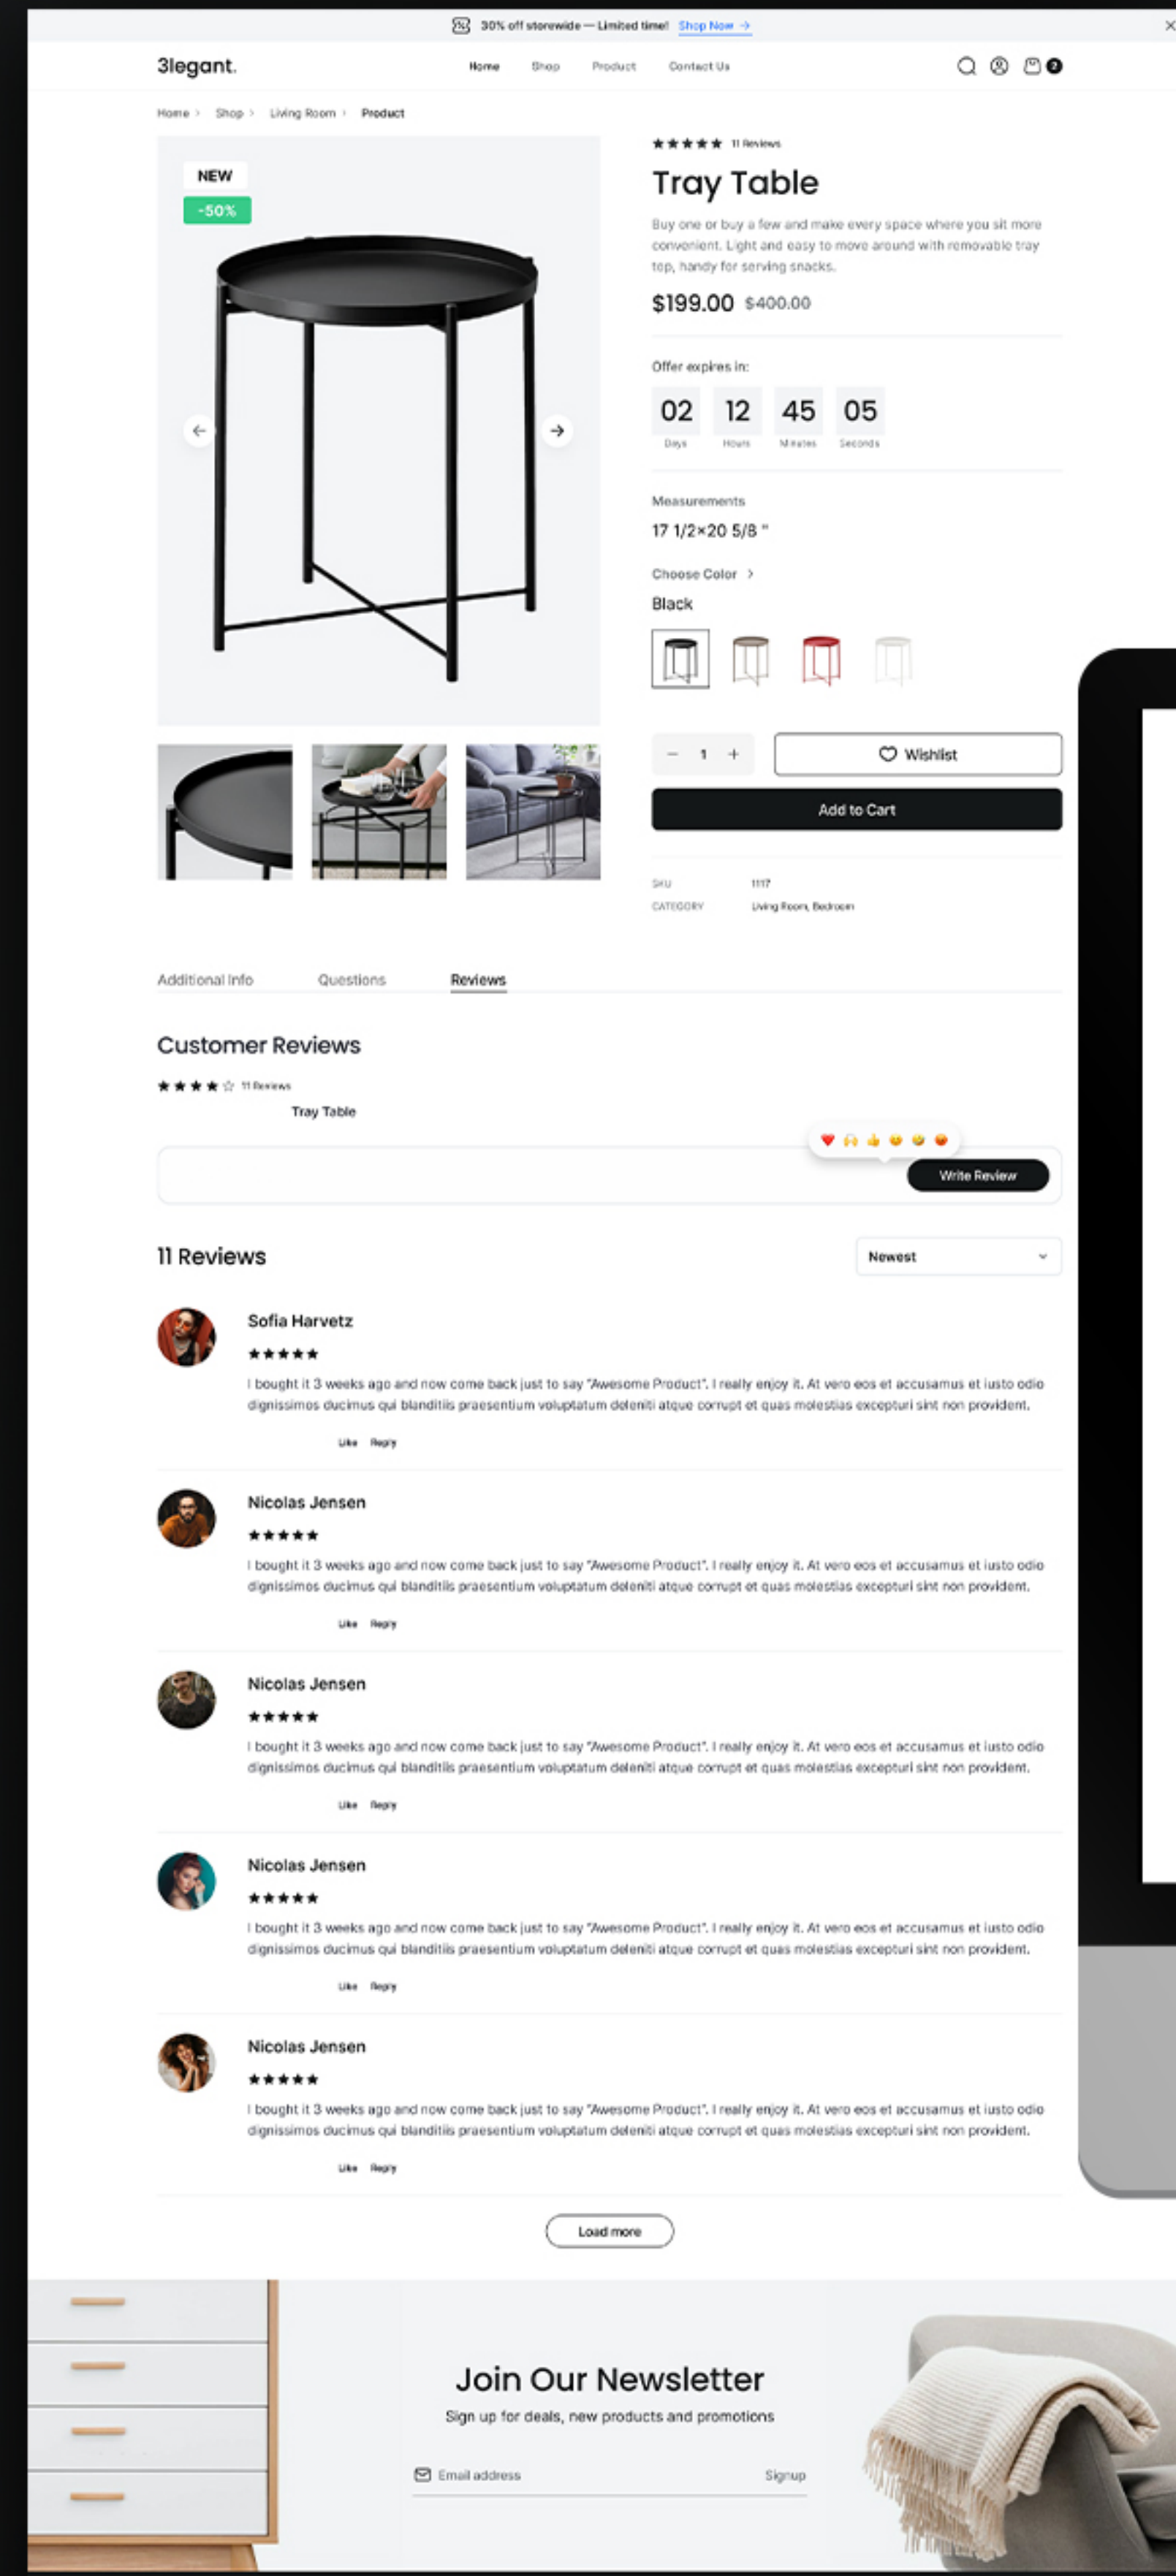 30% off storewide — Limited time! Shop Now →
3legant.
Home Shop Product Contact Us
2
Home > Shop > Living Room > Product
NEW
-50%
11 Reviews
Tray Table
Buy one or buy a few and make every space where you sit more
convenient. Light and easy to move around with removable tray
top, handy for serving snacks.
$199.00 $400.00
Offer expires in:
02 12 45 05
Days Hours Minutes Seconds
Measurements
17 1/2×20 5/8 "
Choose Color >
Black
− 1 + Wishlist
Add to Cart
SKU 1117
CATEGORY Living Room, Bedroom
Additional Info Questions Reviews
Customer Reviews
11 Reviews
Tray Table
Write Review
11 Reviews
Newest
Sofia Harvetz
I bought it 3 weeks ago and now come back just to say “Awesome Product”. I really enjoy it. At vero eos et accusamus et iusto odio
dignissimos ducimus qui blanditiis praesentium voluptatum deleniti atque corrupt et quas molestias excepturi sint non provident.
Like Reply
Nicolas Jensen
I bought it 3 weeks ago and now come back just to say “Awesome Product”. I really enjoy it. At vero eos et accusamus et iusto odio
dignissimos ducimus qui blanditiis praesentium voluptatum deleniti atque corrupt et quas molestias excepturi sint non provident.
Like Reply
Nicolas Jensen
I bought it 3 weeks ago and now come back just to say “Awesome Product”. I really enjoy it. At vero eos et accusamus et iusto odio
dignissimos ducimus qui blanditiis praesentium voluptatum deleniti atque corrupt et quas molestias excepturi sint non provident.
Like Reply
Nicolas Jensen
I bought it 3 weeks ago and now come back just to say “Awesome Product”. I really enjoy it. At vero eos et accusamus et iusto odio
dignissimos ducimus qui blanditiis praesentium voluptatum deleniti atque corrupt et quas molestias excepturi sint non provident.
Like Reply
Nicolas Jensen
I bought it 3 weeks ago and now come back just to say “Awesome Product”. I really enjoy it. At vero eos et accusamus et iusto odio
dignissimos ducimus qui blanditiis praesentium voluptatum deleniti atque corrupt et quas molestias excepturi sint non provident.
Like Reply
Load more
Join Our Newsletter
Sign up for deals, new products and promotions
Email address Signup